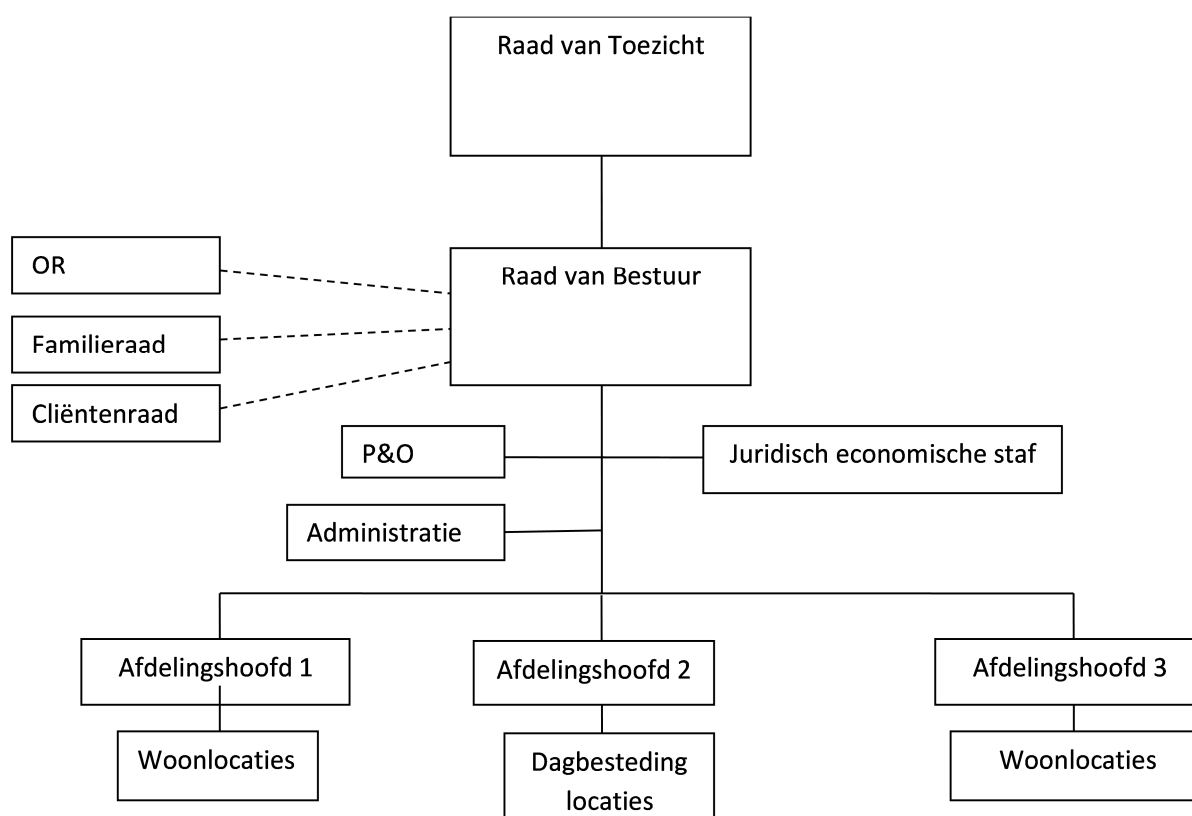 Raad van Toezicht
OR
Raad van Bestuur
Familieraad
Cliëntenraad
P&O
Juridisch economische staf
Administratie
Afdelingshoofd 1
Afdelingshoofd 2
Afdelingshoofd 3
Woonlocaties
Dagbesteding
locaties
Woonlocaties